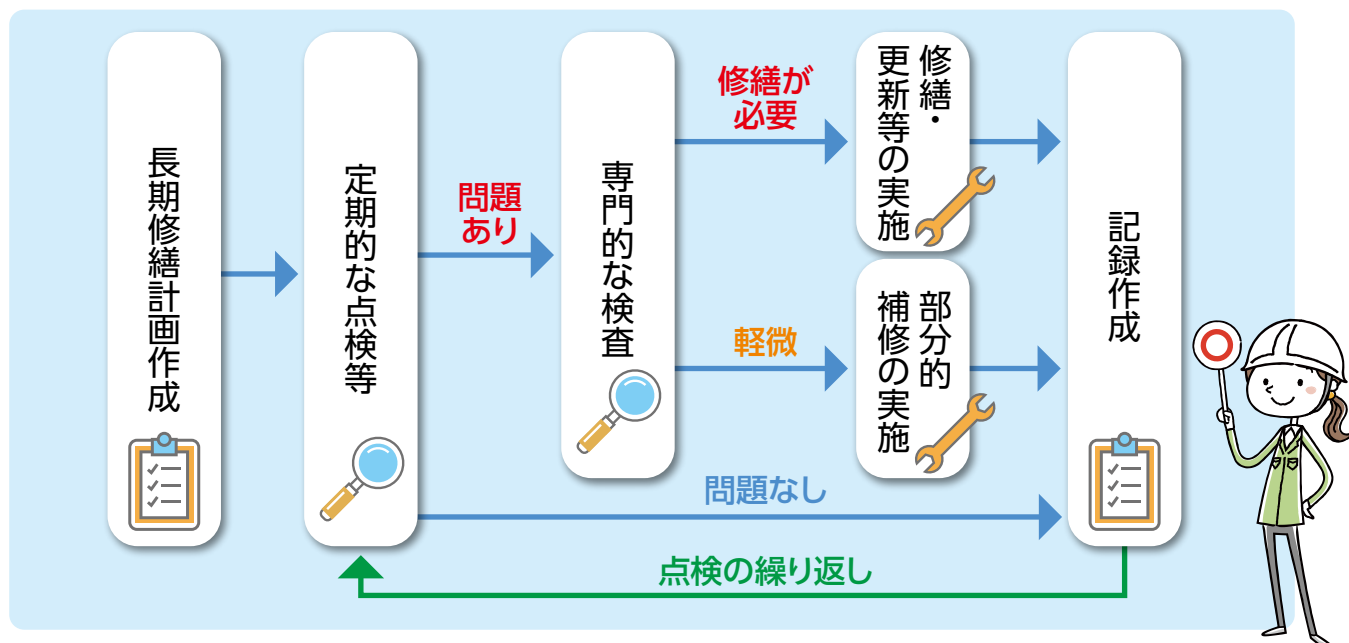 長期修繕計画作成
定期的な点検等
問題
あり
専門的な検査
修繕が
必要
修繕・
更新等の実施
軽微
部分的
補修の実施
問題なし
記録作成
点検の繰り返し